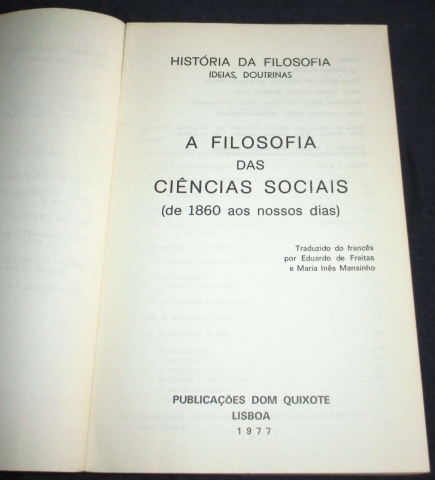 HISTÓRIA DA FILOSOFIA
IDEIAS, DOUTRINAS
A FILOSOFIA
DAS
CIÊNCIAS SOCIAIS
(de 1860 aos nossos dias)
Traduzido do francês
por Eduardo de Freitas
e Maria Inês Mansinho
PUBLICAÇÕES DOM QUIXOTE
LISBOA
1977